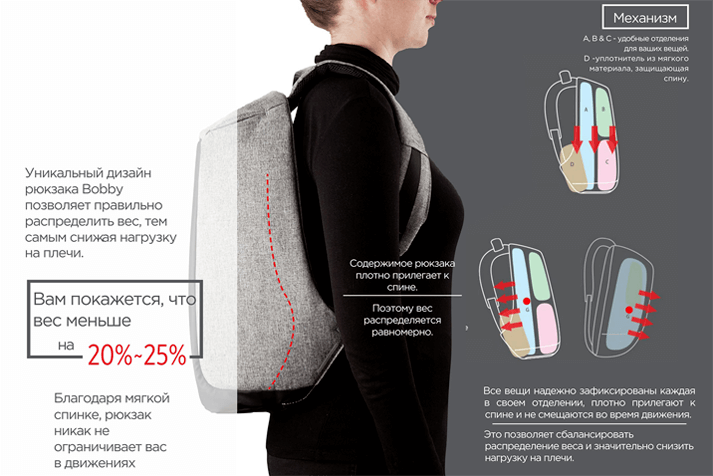 Уникальный дизайн
рюкзака Bobby
позволяет правильно
распределить вес, тем
самым снижая нагрузку
на плечи.
Вам покажется, что
вес меньше
на 20%~25%
Благодаря мягкой
спинке, рюкзак
никак не
ограничивает вас
в движениях
Содержимое рюкзака
плотно прилегает к
спине.
Поэтому вес
распределяется
равномерно.
Механизм
A, B & C - удобные отделения
для ваших вещей.
D -уплотнитель из мягкого
материала, защищающая
спину.
A
B
D
C
G
G
Все вещи надежно зафиксированы каждая
в своем отделении, плотно прилегают к
спине и не смещаются во время движения.
Это позволяет сбалансировать
распределение веса и значительно снизить
нагрузку на плечи.